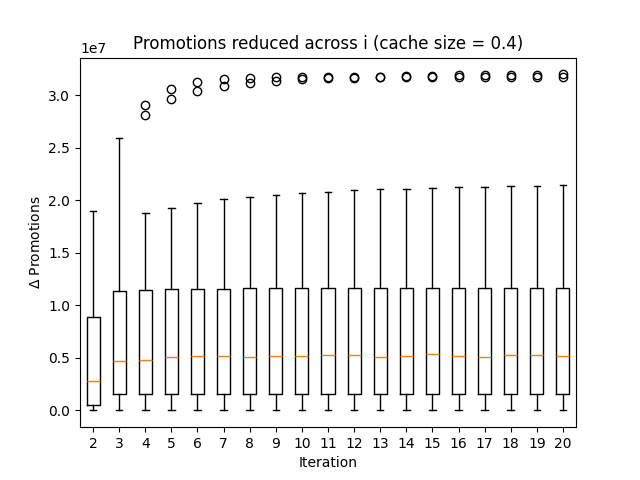 Promotions reduced across i (cache size = 0.4)
1e7
3.0
2.5
2.0
1.5
1.0
0.5
0.0
Δ Promotions
2 3 4 5 6 7 8 9 10 11 12 13 14 15 16 17 18 19 20
Iteration